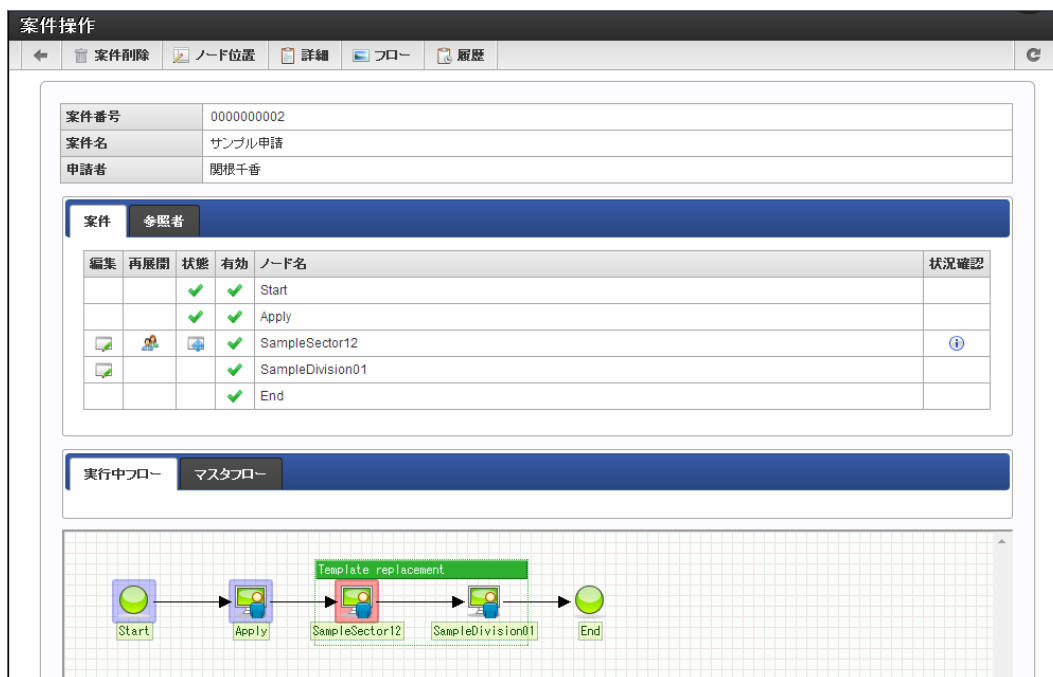 案件操作
案件削除 ノード位置 詳細 フロー 履歴
案件番号 0000000002
案件名 サンプル申請
申請者 関根千香
案件 参照者
編集 再展開 状態 有効 ノード名 状況確認
Start
Apply
SampleSector12
SampleDivision01
End
実行中フロー マスタフロー
Template replacement
Start Apply SampleSector12 SampleDivision01 End